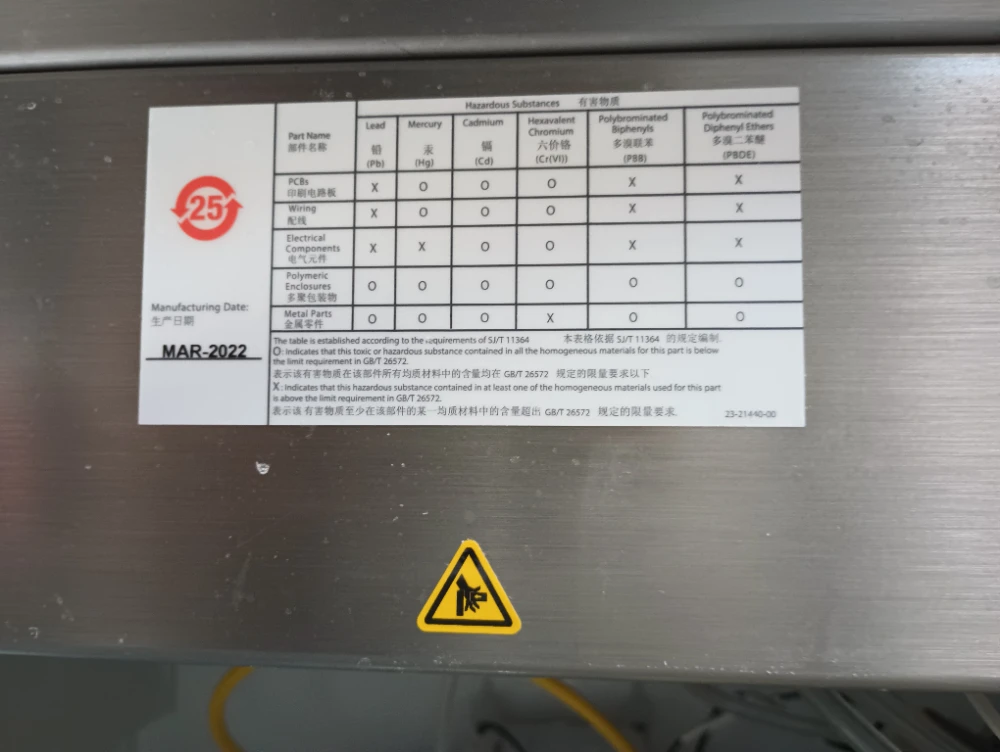 Hazardous Substances 有害物质
Part Name
部件名称
Lead
铅
(Pb)
Mercury
汞
(Hg)
Cadmium
镉
(Cd)
Hexavalent
Chromium
六价铬
(Cr(VI))
Polybrominated
Biphenyls
多溴联苯
(PBB)
Polybrominated
Diphenyl Ethers
多溴二苯醚
(PBDE)
PCBs
印刷电路板
X O O O X X
Wiring
配线
X O O O X X
Electrical
Components
电气元件
X X O O X X
Polymeric
Enclosures
多聚包装物
O O O O O O
Metal Parts
金属零件
O O O X O O
25
Manufacturing Date:
生产日期
MAR-2022
The table is established according to the requirements of SJ/T 11364 本表格依据 SJ/T 11364 的规定编制.
O: Indicates that this toxic or hazardous substance contained in all the homogeneous materials for this part is below
the limit requirement in GB/T 26572.
表示该有害物质在该部件所有均质材料中的含量均在 GB/T 26572 规定的限量要求以下
X: Indicates that this hazardous substance contained in at least one of the homogeneous materials used for this part
is above the limit requirement in GB/T 26572.
表示该有害物质至少在该部件的某一均质材料中的含量超出 GB/T 26572 规定的限量要求.
23-21440-00